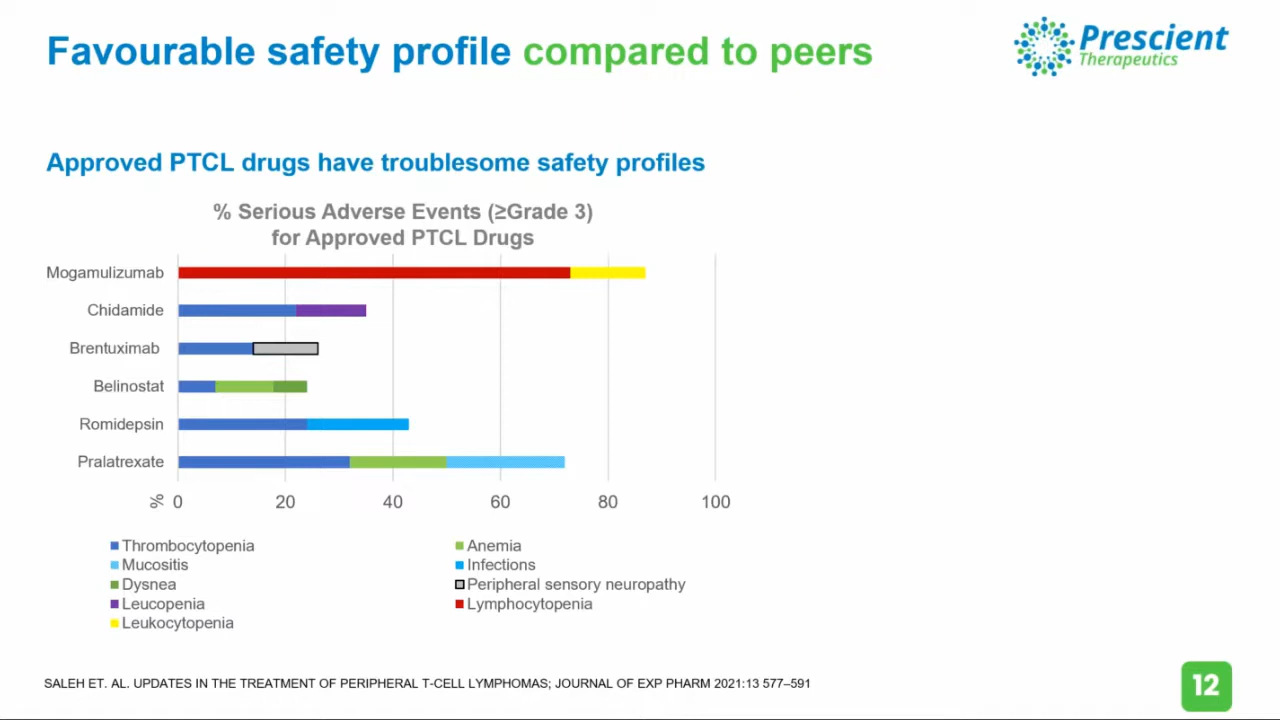 Favourable safety profile compared to peers
Prescient
Therapeutics
Approved PTCL drugs have troublesome safety profiles
% Serious Adverse Events (≥Grade 3)
for Approved PTCL Drugs
Mogamulizumab
Chidamide
Brentuximab
Belinostat
Romidepsin
Pralatrexate
% 0 20 40 60 80 100
Thrombocytopenia Anemia
Mucositis Infections
Dysnea Peripheral sensory neuropathy
Leucopenia Lymphocytopenia
Leukocytopenia
SALEH ET. AL. UPDATES IN THE TREATMENT OF PERIPHERAL T-CELL LYMPHOMAS; JOURNAL OF EXP PHARM 2021:13 577–591
12